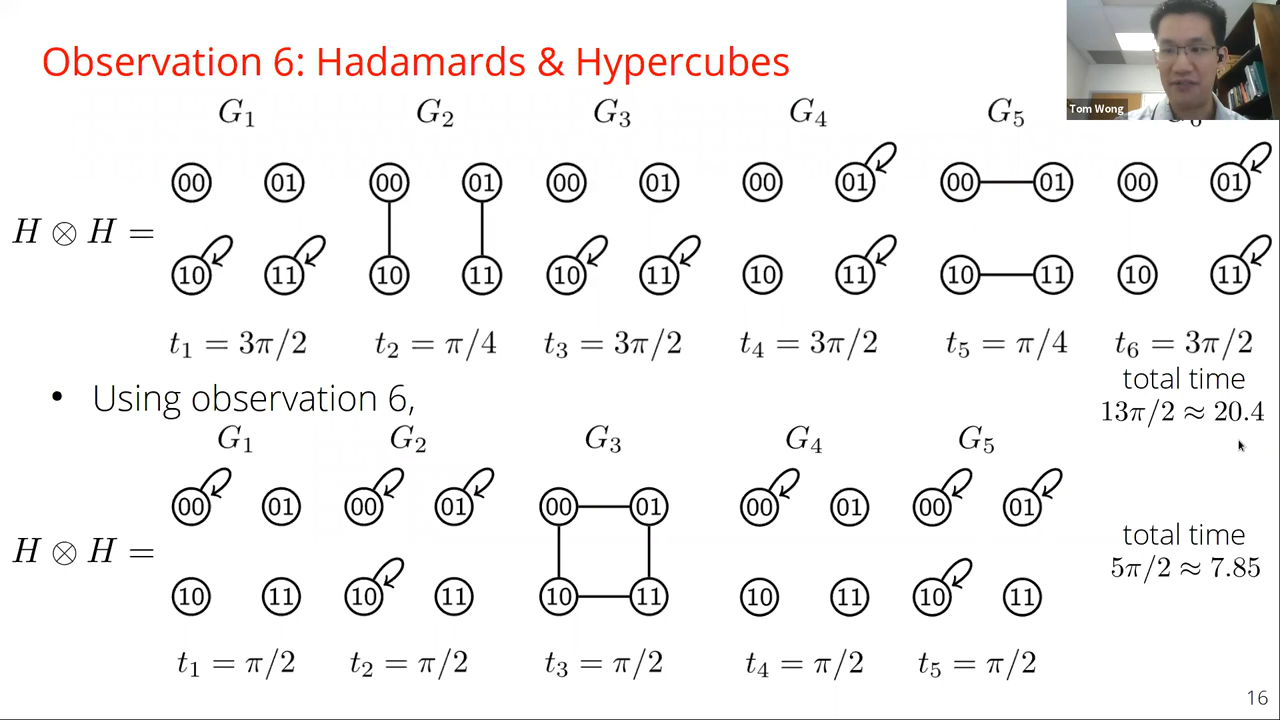 Observation 6: Hadamards & Hypercubes
Tom Wong
G₁ G₂ G₃ G₄ G₅ G₆
00 01 00 01 00 01 00 01 00 01 00 01
H ⊗ H =
10 11 10 11 10 11 10 11 10 11 10 11
t₁ = 3π/2 t₂ = π/4 t₃ = 3π/2 t₄ = 3π/2 t₅ = π/4 t₆ = 3π/2
total time
13π/2 ≈ 20.4
• Using observation 6,
G₁ G₂ G₃ G₄ G₅
00 01 00 01 00 01 00 01 00 01
H ⊗ H =
10 11 10 11 10 11 10 11 10 11
total time
5π/2 ≈ 7.85
t₁ = π/2 t₂ = π/2 t₃ = π/2 t₄ = π/2 t₅ = π/2
16